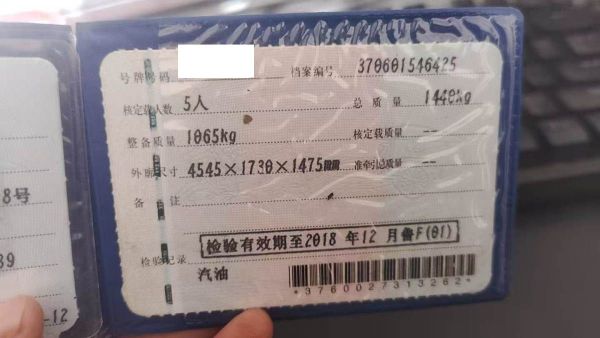 号牌号码
档案编号 370601546425
核定载人数 5人
总质量 1440kg
整备质量 1065kg
核定载质量 --
外廓尺寸 4545×1730×1475㎜
准牵引总质量 --
备 注
检验有效期至2018 年12 月鲁F(01)
检验记录
汽油
*3760027313262*
8号
39
-12